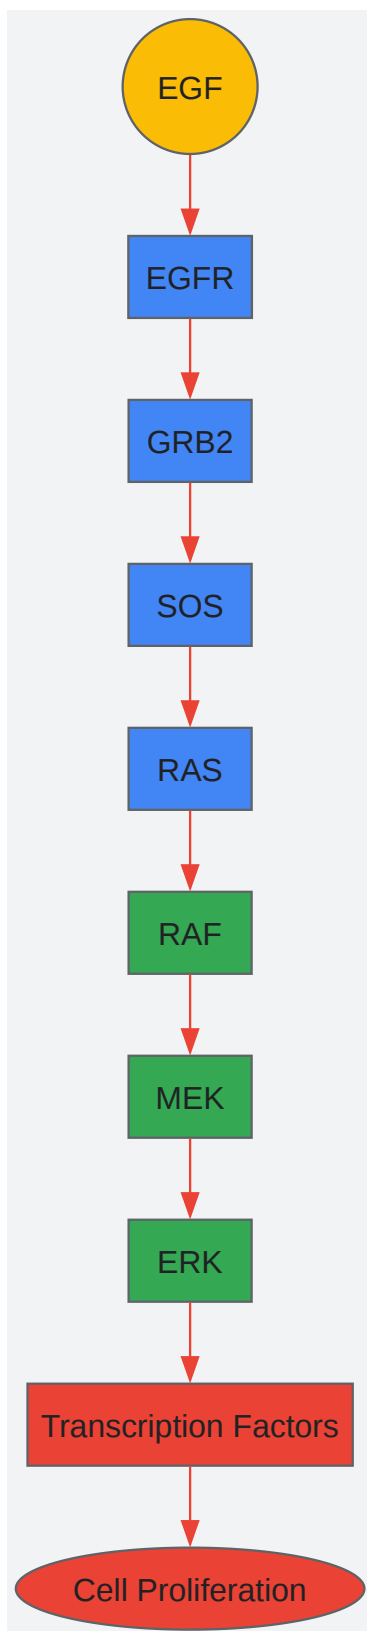 EGF
EGFR
GRB2
SOS
RAS
RAF
MEK
ERK
Transcription Factors
Cell Proliferation